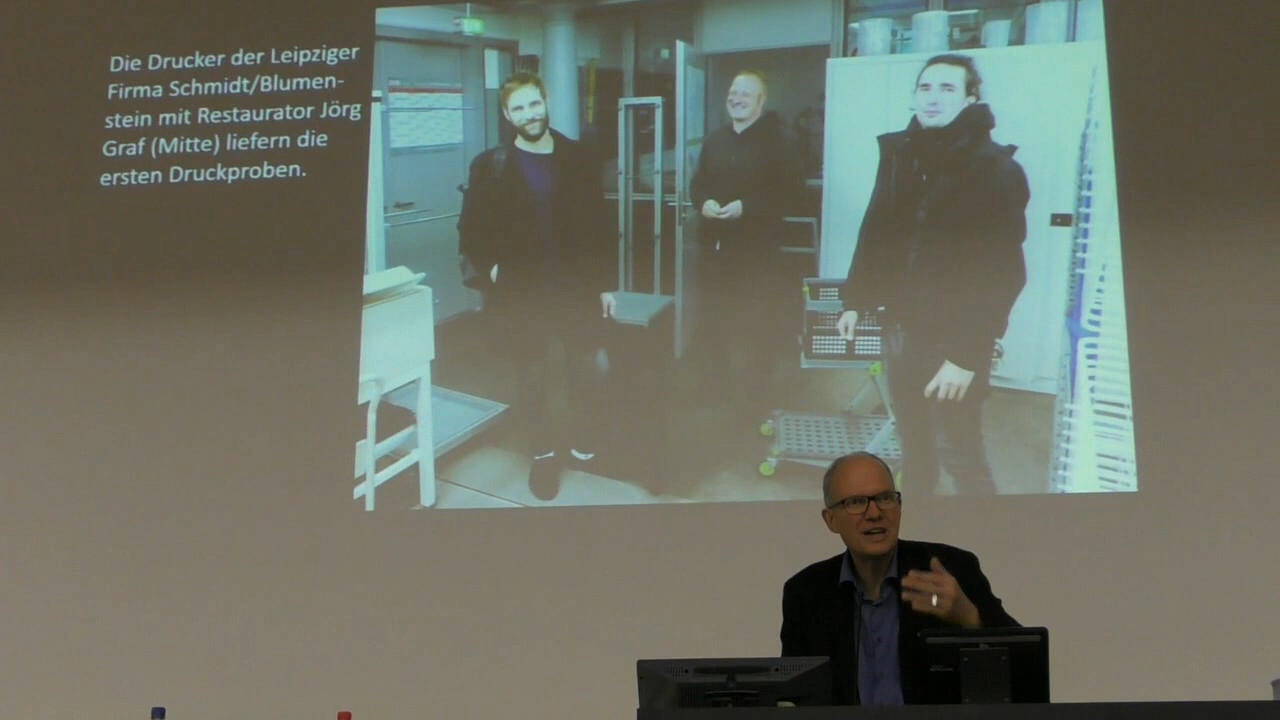 Die Drucker der Leipziger
Firma Schmidt/Blumen-
stein mit Restaurator Jörg
Graf (Mitte) liefern die
ersten Druckproben.